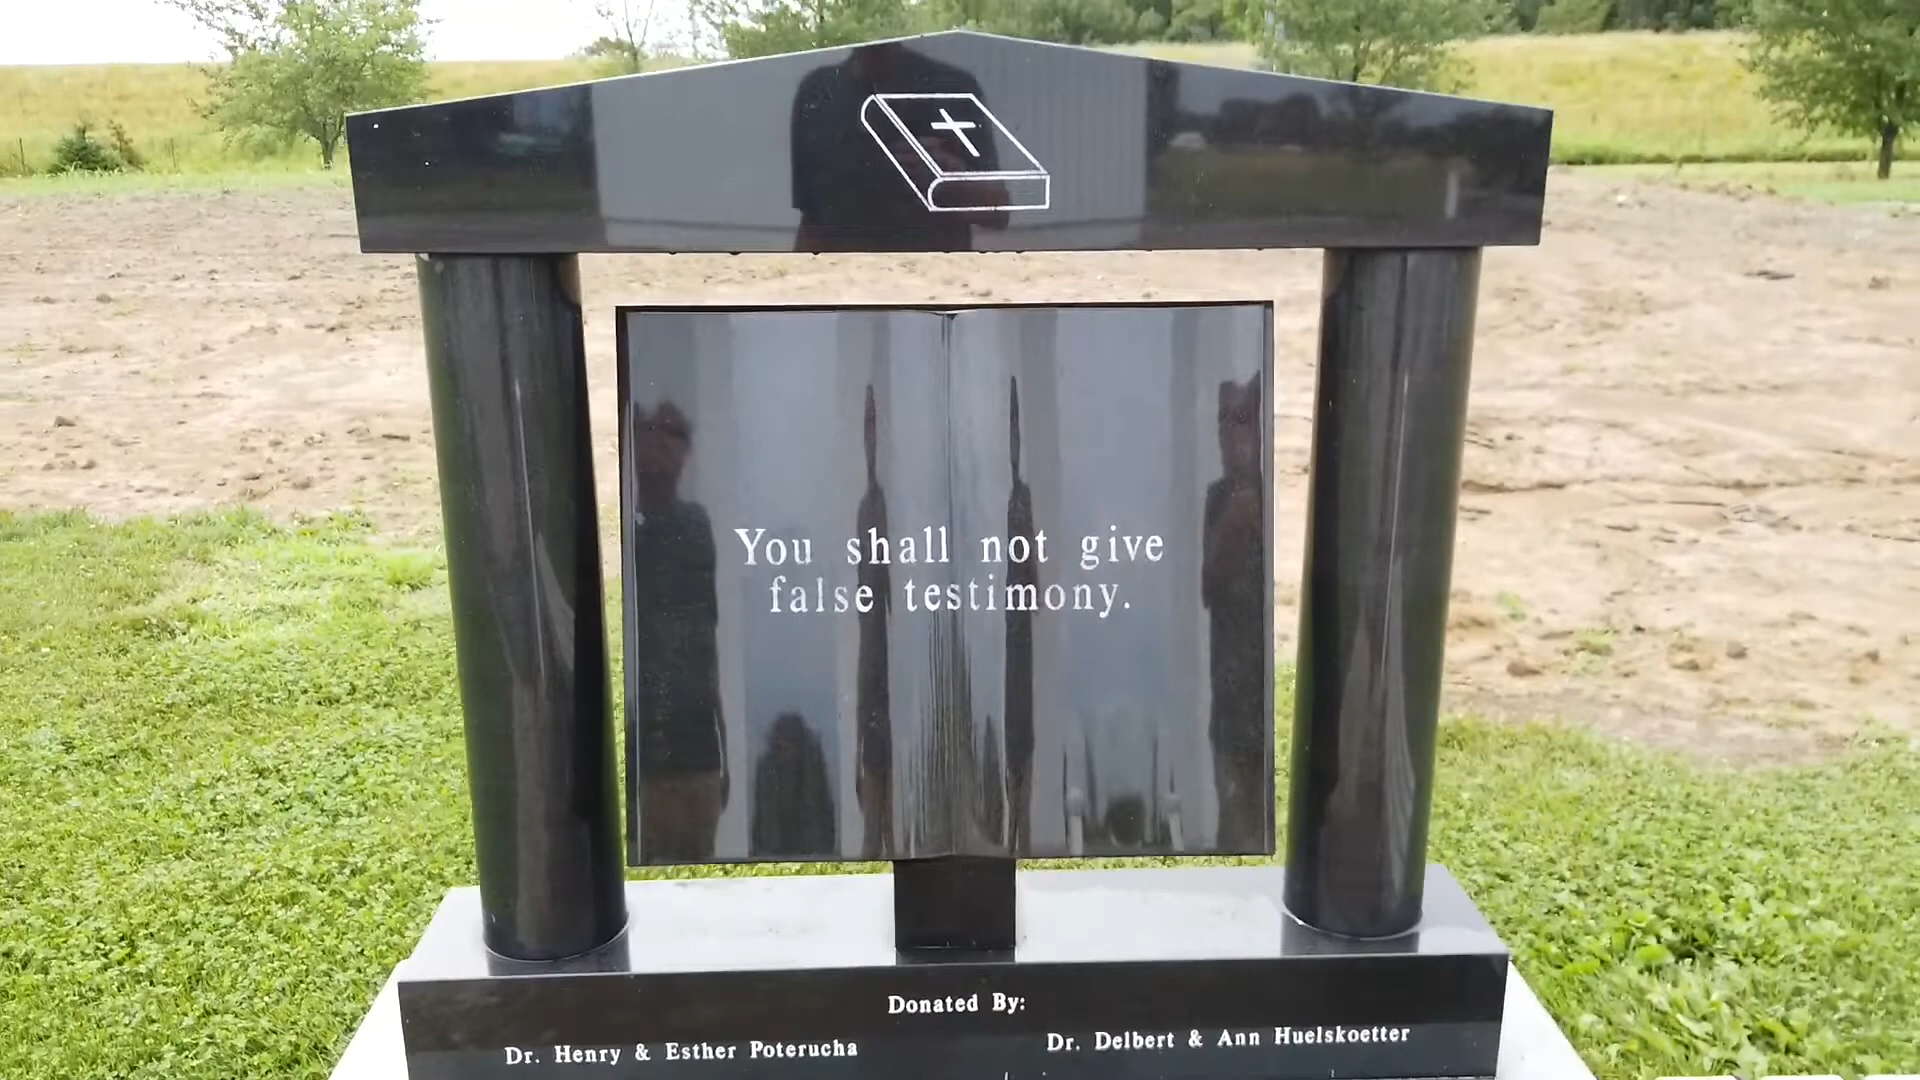 You shall not give
false testimony.
Donated By:
Dr. Henry & Esther Poterucha
Dr. Delbert & Ann Huelskoetter